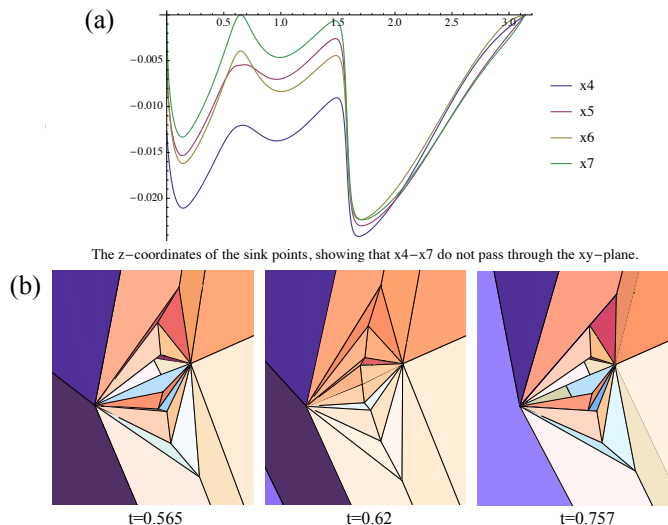 (a)
0.5 1.0 1.5 2.0 2.5 3.0
−0.005
−0.010
−0.015
−0.020
x4
x5
x6
x7
The z−coordinates of the sink points, showing that x4−x7 do not pass through the xy−plane.
(b)
t=0.565 t=0.62 t=0.757